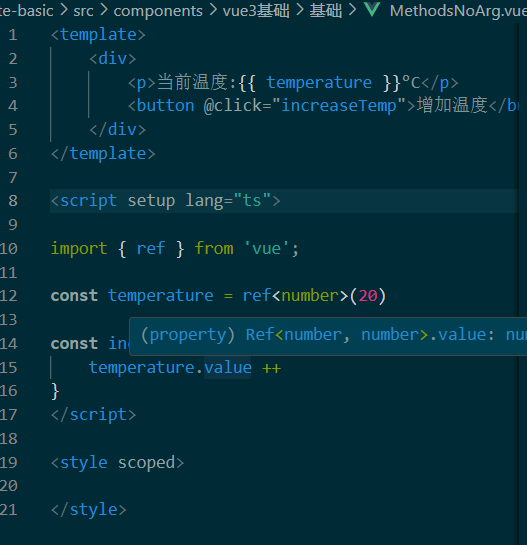 te-basic > src > components > vue3基础 > 基础 > MethodsNoArg.vue
1 <template>
2 <div>
3 <p>当前温度:{{ temperature }}°C</p>
4 <button @click="increaseTemp">增加温度</bu
5 </div>
6 </template>
7
8 <script setup lang="ts">
9
10 import { ref } from 'vue';
11
12 const temperature = ref<number>(20)
13
(property) Ref<number, number>.value: num
14 const in
15 temperature.value ++
16 }
17 </script>
18
19 <style scoped>
20
21 </style>